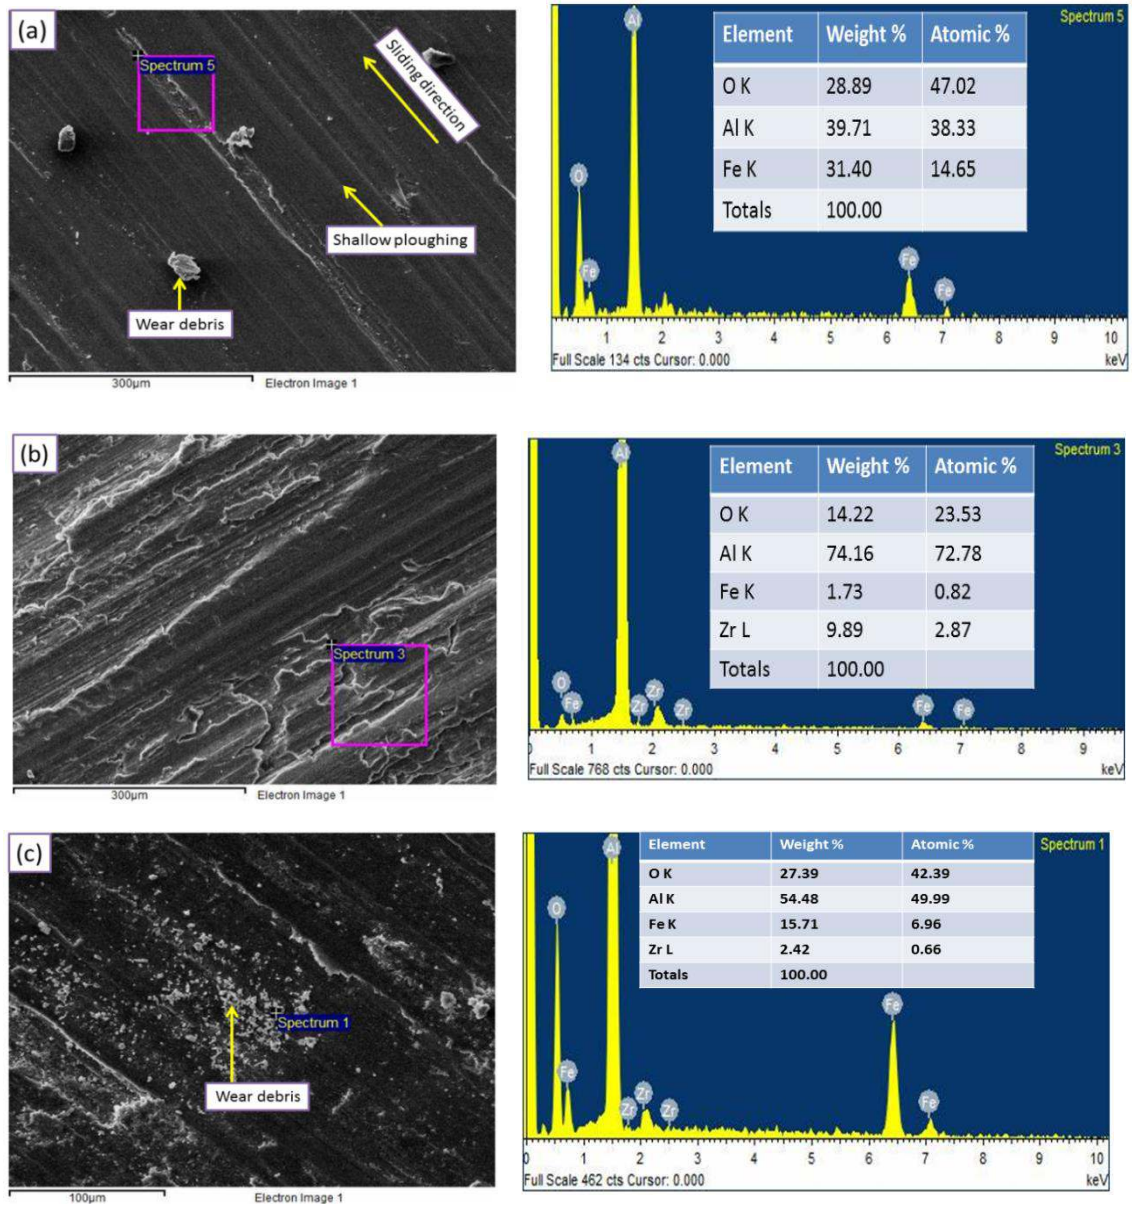 (a)
Spectrum 5
Sliding direction
Shallow ploughing
Wear debris
300µm
Electron Image 1
Spectrum 5
Element Weight % Atomic %
O K 28.89 47.02
Al K 39.71 38.33
Fe K 31.40 14.65
Totals 100.00
Al
O
Fe
Fe
Fe
1 2 3 4 5 6 7 8 9 10
Full Scale 134 cts Cursor: 0.000
keV
(b)
Spectrum 3
300µm
Electron Image 1
Spectrum 3
Element Weight % Atomic %
O K 14.22 23.53
Al K 74.16 72.78
Fe K 1.73 0.82
Zr L 9.89 2.87
Totals 100.00
Al
O
Fe
Zr
Zr
Zr
Fe
Fe
0 1 2 3 4 5 6 7 8 9
Full Scale 768 cts Cursor: 0.000
keV
(c)
Spectrum 1
Wear debris
100µm
Electron Image 1
Spectrum 1
Element Weight % Atomic %
O K 27.39 42.39
Al K 54.48 49.99
Fe K 15.71 6.96
Zr L 2.42 0.66
Totals 100.00
Al
O
Fe
Zr
Zr
Zr
Fe
Fe
0 1 2 3 4 5 6 7 8 9 10
Full Scale 462 cts Cursor: 0.000
keV